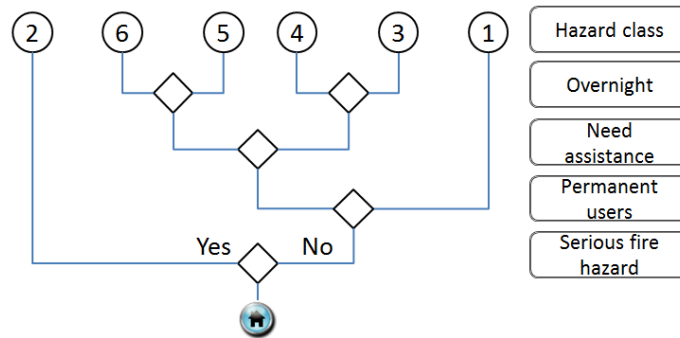 2 6 5 4 3 1
Hazard class
Overnight
Need
assistance
Permanent
users
Yes No
Serious fire
hazard